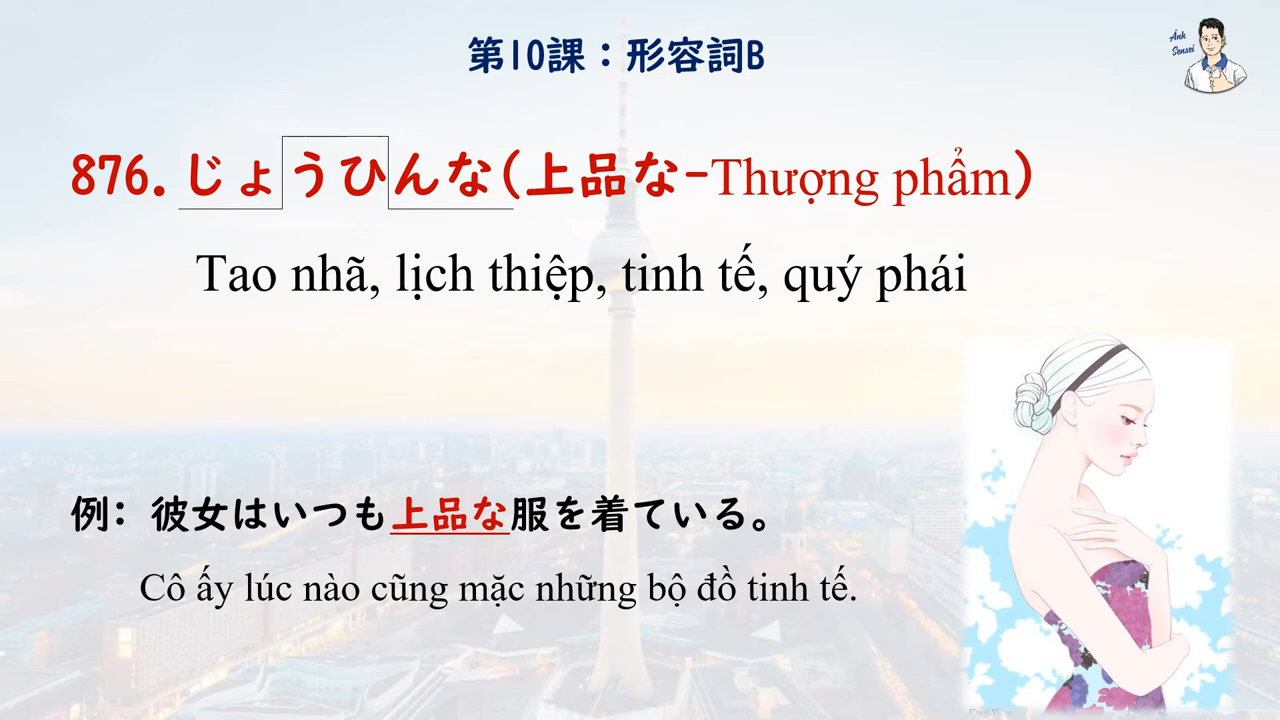 第10課：形容詞B
Anh
Sensei
876.じょうひんな(上品な-Thượng phẩm)
Tao nhã, lịch thiệp, tinh tế, quý phái
例: 彼女はいつも上品な服を着ている。
Cô ấy lúc nào cũng mặc những bộ đồ tinh tế.